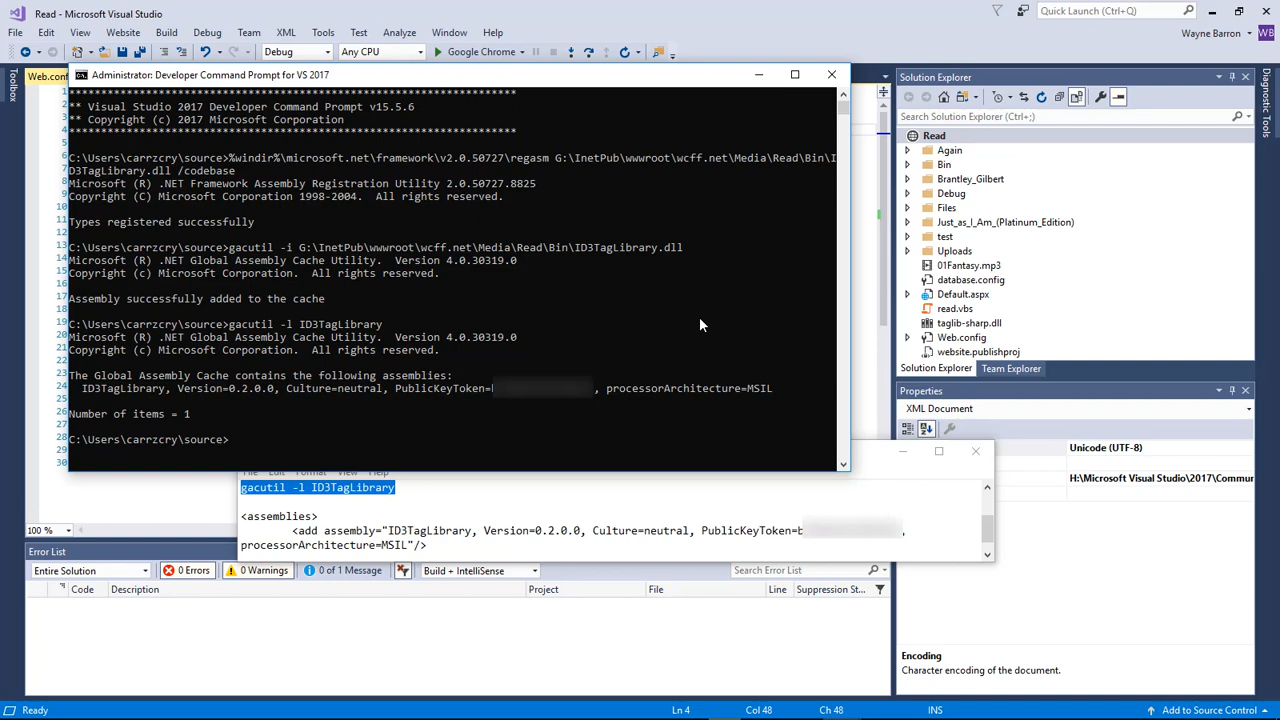 Read - Microsoft Visual Studio
Quick Launch (Ctrl+Q)
File Edit View Website Build Debug Team XML Tools Test Analyze Window Help
Wayne Barron WB
Debug Any CPU Google Chrome
Toolbox
Web.conf
Administrator: Developer Command Prompt for VS 2017
********************************************************************
** Visual Studio 2017 Developer Command Prompt v15.5.6
** Copyright (c) 2017 Microsoft Corporation
********************************************************************
C:\Users\carrzcry\source>%windir%\microsoft.net\framework\v2.0.50727\regasm G:\InetPub\wwwroot\wcff.net\Media\Read\Bin\I
D3TagLibrary.dll /codebase
Microsoft (R) .NET Framework Assembly Registration Utility 2.0.50727.8825
Copyright (C) Microsoft Corporation 1998-2004.  All rights reserved.
Types registered successfully
C:\Users\carrzcry\source>gacutil -i G:\InetPub\wwwroot\wcff.net\Media\Read\Bin\ID3TagLibrary.dll
Microsoft (R) .NET Global Assembly Cache Utility.  Version 4.0.30319.0
Copyright (c) Microsoft Corporation.  All rights reserved.
Assembly successfully added to the cache
C:\Users\carrzcry\source>gacutil -l ID3TagLibrary
Microsoft (R) .NET Global Assembly Cache Utility.  Version 4.0.30319.0
Copyright (c) Microsoft Corporation.  All rights reserved.
The Global Assembly Cache contains the following assemblies:
ID3TagLibrary, Version=0.2.0.0, Culture=neutral, PublicKeyToken= , processorArchitecture=MSIL
Number of items = 1
C:\Users\carrzcry\source>
Edit Format View Help
gacutil -l ID3TagLibrary
<assemblies>
<add assembly="ID3TagLibrary, Version=0.2.0.0, Culture=neutral, PublicKeyToken=b ,
processorArchitecture=MSIL"/>
100 %
Error List
Entire Solution 0 Errors 0 Warnings 0 of 1 Message Build + IntelliSense Search Error List
Code Description Project File Line Suppression St...
Solution Explorer
Search Solution Explorer (Ctrl+;)
Read
Again
Bin
Brantley_Gilbert
Debug
Files
Just_as_I_Am_(Platinum_Edition)
test
Uploads
01Fantasy.mp3
database.config
Default.aspx
read.vbs
taglib-sharp.dll
Web.config
website.publishproj
Solution Explorer Team Explorer
Properties
XML Document
Unicode (UTF-8)
H:\Microsoft Visual Studio\2017\Commun
Encoding
Character encoding of the document.
Diagnostic Tools
Ready Ln 4 Col 48 Ch 48 INS Add to Source Control